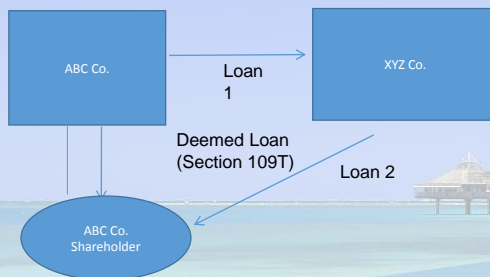 ABC Co.
XYZ Co.
Loan
1
Deemed Loan
(Section 109T)
Loan 2
ABC Co.
Shareholder